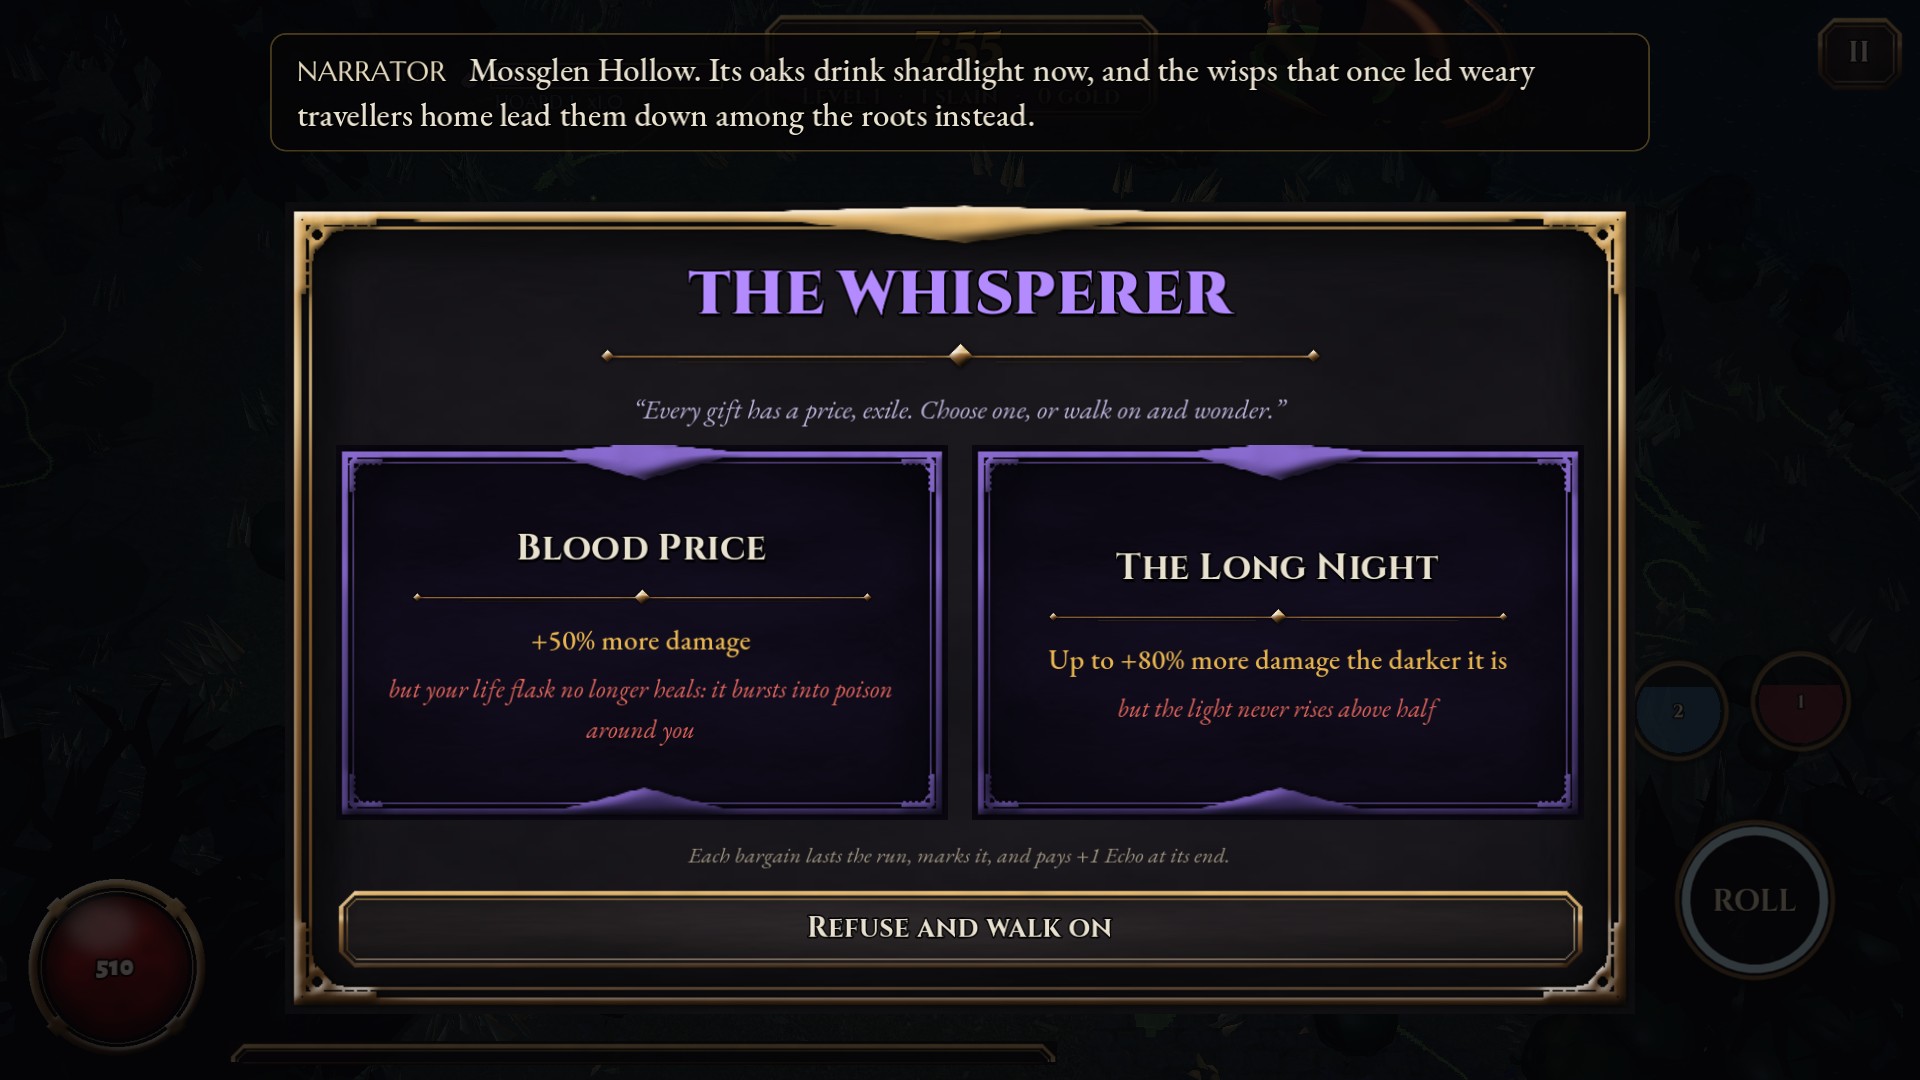 7:55
NARRATOR Mossglen Hollow. Its oaks drink shardlight now, and the wisps that once led weary
travellers home lead them down among the roots instead.
THE WHISPERER
“Every gift has a price, exile. Choose one, or walk on and wonder.”
BLOOD PRICE
+50% more damage
but your life flask no longer heals: it bursts into poison
around you
THE LONG NIGHT
Up to +80% more damage the darker it is
but the light never rises above half
Each bargain lasts the run, marks it, and pays +1 Echo at its end.
REFUSE AND WALK ON
2
1
ROLL
510